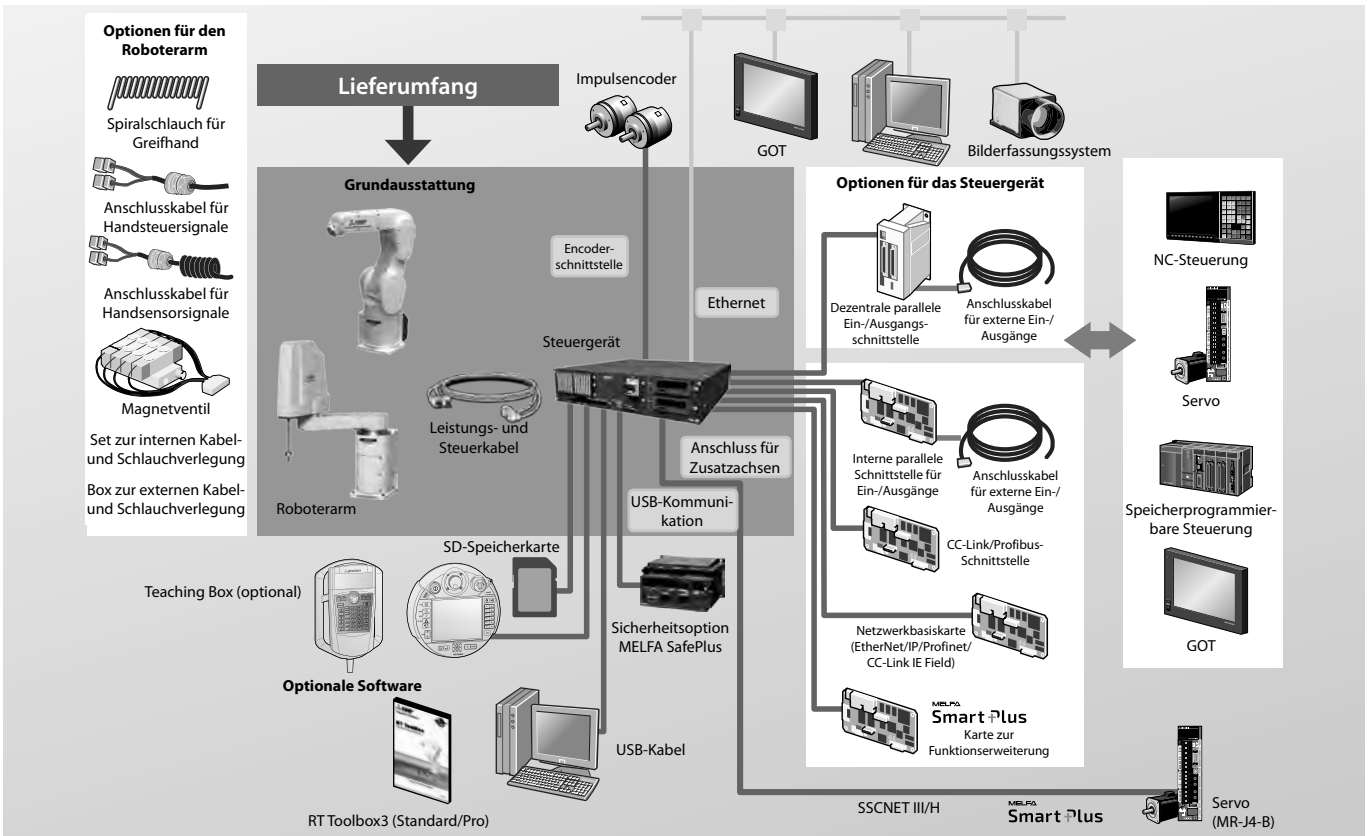 Optionen für den
Roboterarm
Spiralschlauch für
Greifhand
Anschlusskabel für
Handsteuersignale
Anschlusskabel für
Handsensorsignale
Magnetventil
Set zur internen Kabel-
und Schlauchverlegung
Box zur externen Kabel-
und Schlauchverlegung
Lieferumfang
Grundausstattung
Roboterarm
Leistungs- und
Steuerkabel
Steuergerät
Impulsencoder
Encoder-
schnittstelle
Ethernet
GOT
Bilderfassungssystem
Anschluss für
Zusatzachsen
USB-Kommuni-
kation
Optionen für das Steuergerät
Dezentrale parallele
Ein-/Ausgangs-
schnittstelle
Anschlusskabel
für externe Ein-/
Ausgänge
Interne parallele
Schnittstelle für
Ein-/Ausgänge
Anschlusskabel
für externe Ein-/
Ausgänge
CC-Link/Profibus-
Schnittstelle
Netzwerkbasiskarte
(EtherNet/IP/Profinet/
CC-Link IE Field)
MELFA
Smart Plus
Karte zur
Funktionserweiterung
NC-Steuerung
Servo
Speicherprogrammier-
bare Steuerung
GOT
Teaching Box (optional)
SD-Speicherkarte
Sicherheitsoption
MELFA SafePlus
Optionale Software
RT Toolbox3 (Standard/Pro)
USB-Kabel
SSCNET III/H
MELFA
Smart Plus
Servo
(MR-J4-B)